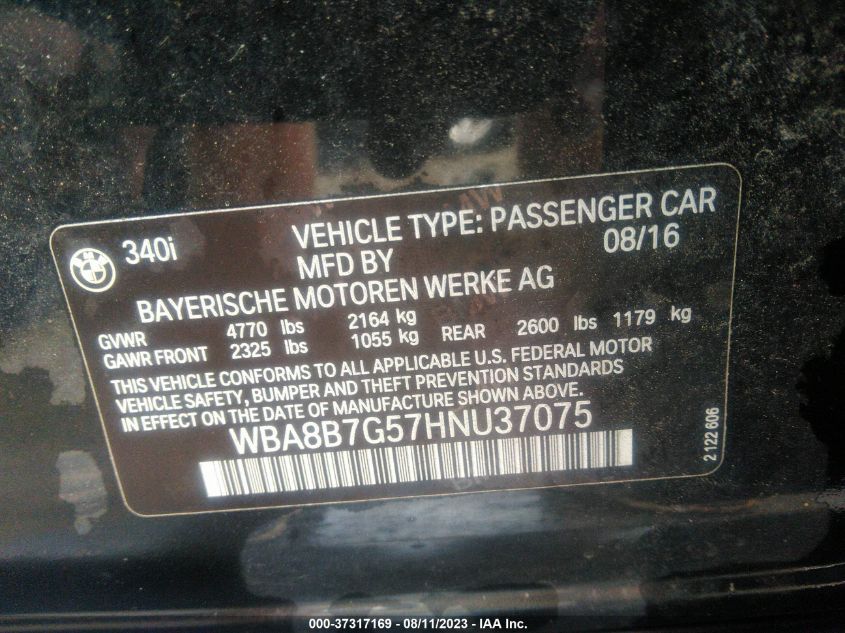 340i
VEHICLE TYPE: PASSENGER CAR
MFD BY 08/16
BAYERISCHE MOTOREN WERKE AG
GVWR 4770 lbs 2164 kg
GAWR FRONT 2325 lbs 1055 kg REAR 2600 lbs 1179 kg
THIS VEHICLE CONFORMS TO ALL APPLICABLE U.S. FEDERAL MOTOR
VEHICLE SAFETY, BUMPER AND THEFT PREVENTION STANDARDS
IN EFFECT ON THE DATE OF MANUFACTURE SHOWN ABOVE.
WBA8B7G57HNU37075
2 122 606
000-37317169 - 08/11/2023 - IAA Inc.